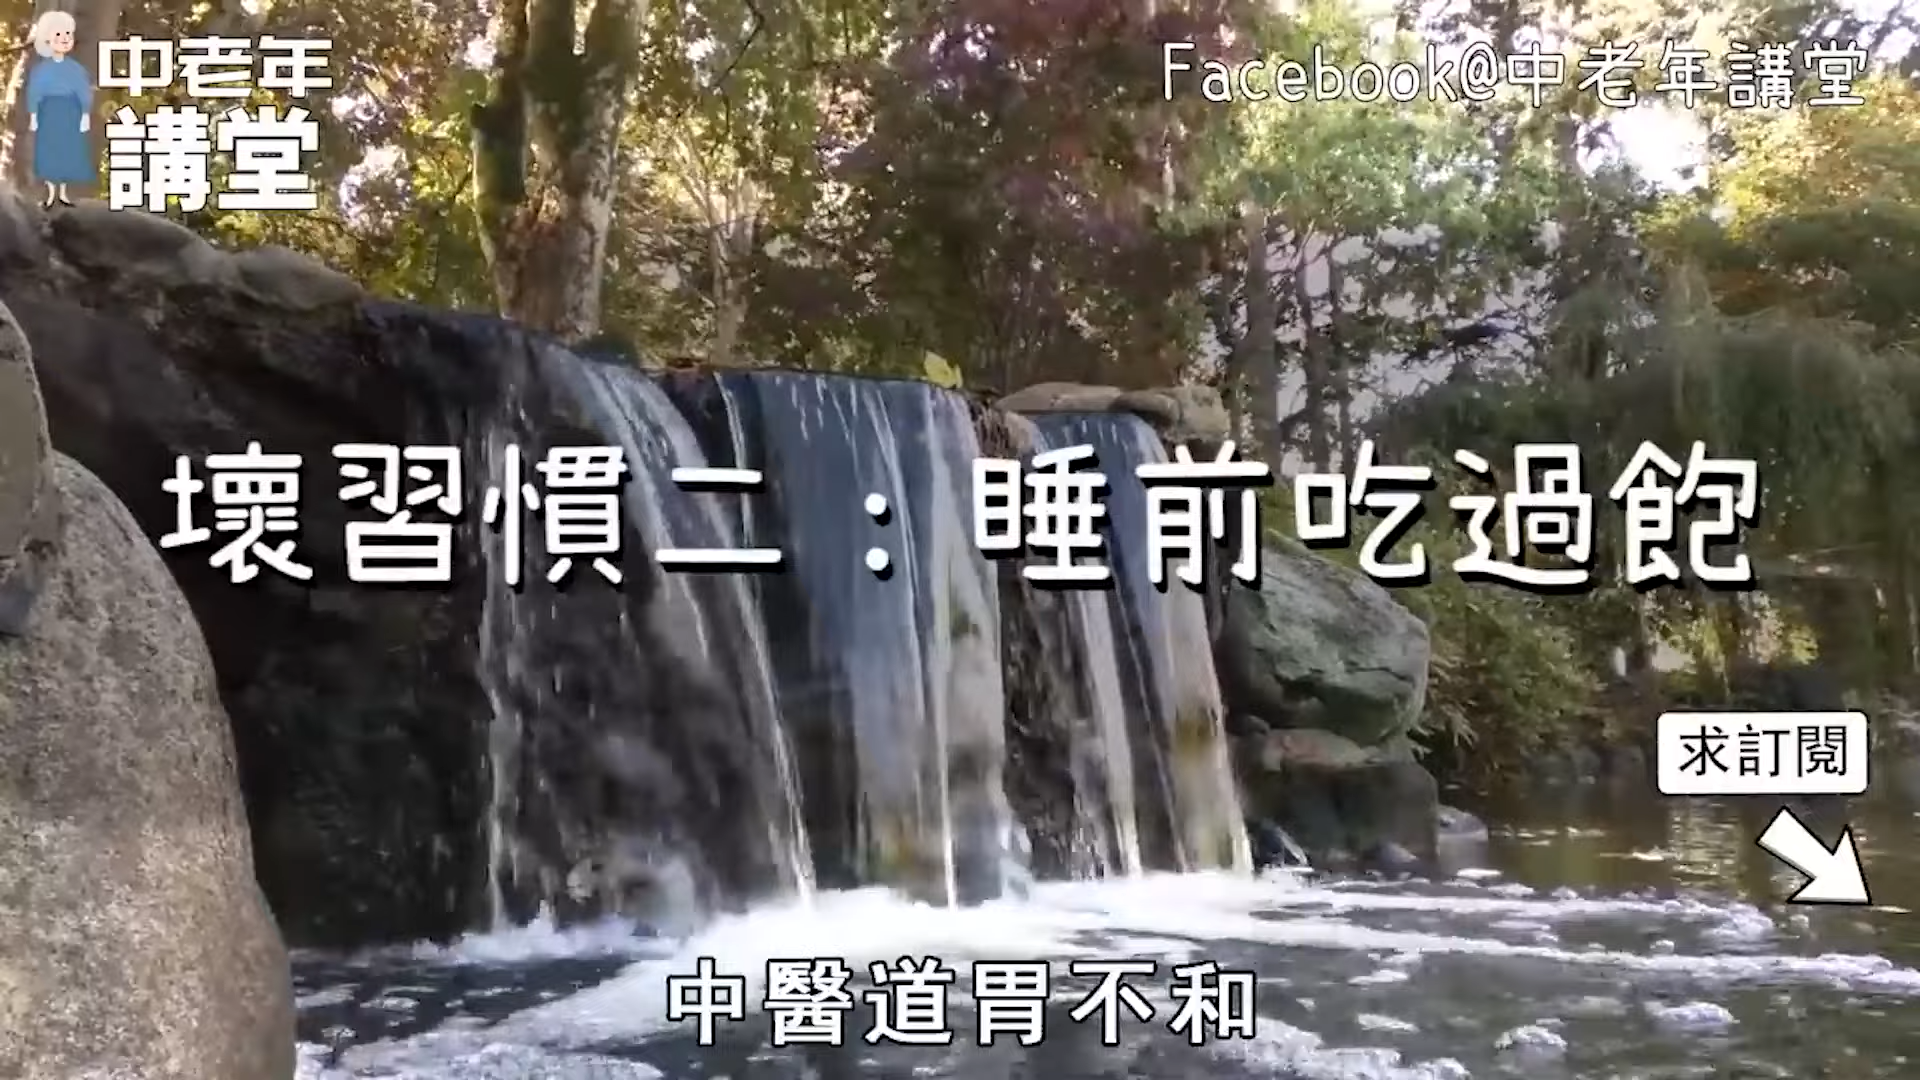 中老年
講堂
Facebook@中老年講堂
壞習慣二：睡前吃過飽
求訂閱
中醫道胃不和